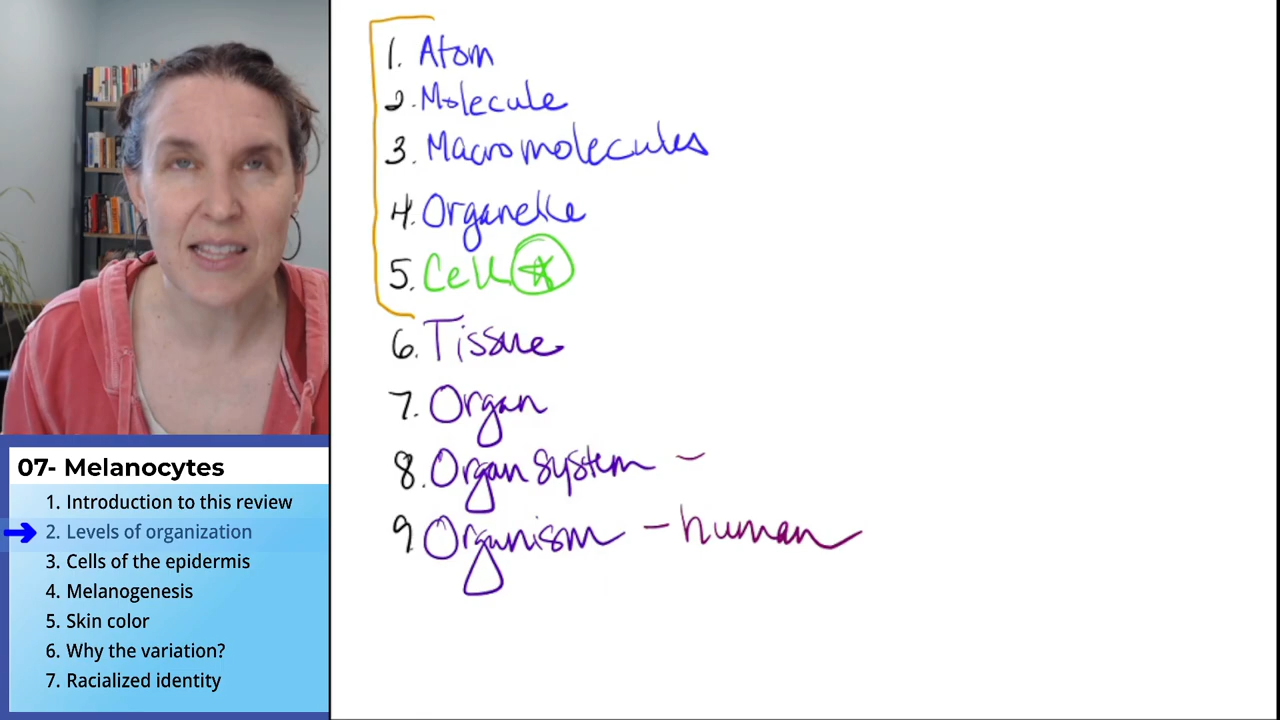 1. Atom
2. Molecule
3. Macromolecules
4. Organelle
5. Cell
6. Tissue
7. Organ
8. Organ System -
9. Organism - human
07- Melanocytes
1. Introduction to this review
2. Levels of organization
3. Cells of the epidermis
4. Melanogenesis
5. Skin color
6. Why the variation?
7. Racialized identity